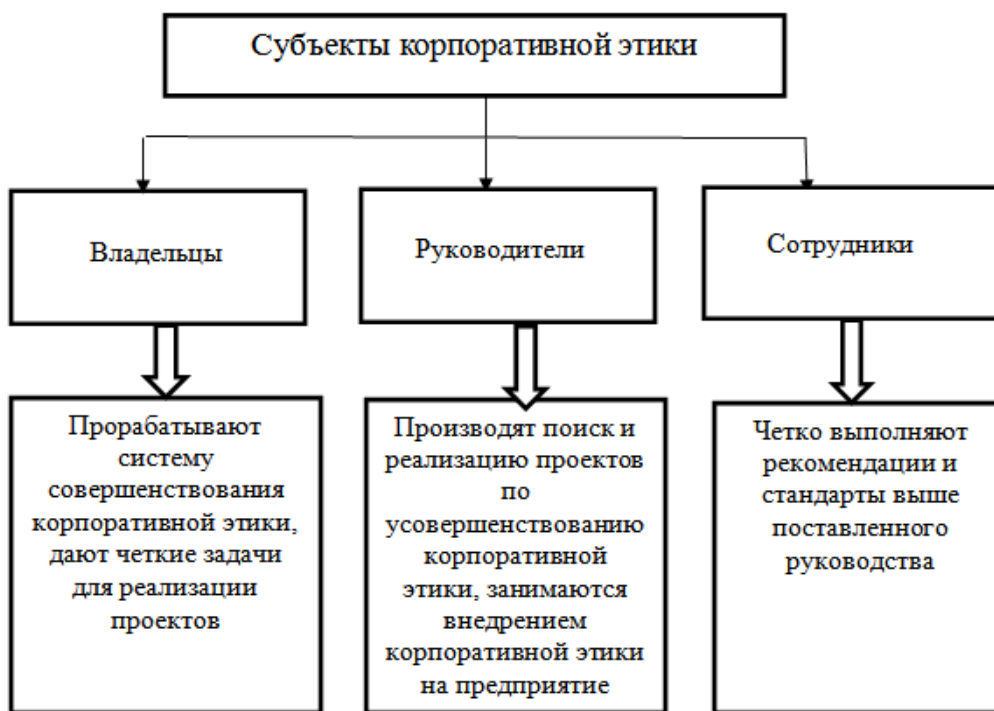 Субъекты корпоративной этики
Владельцы
Руководители
Сотрудники
Прорабатывают
систему
совершенствования
корпоративной этики,
дают четкие задачи
для реализации
проектов
Производят поиск и
реализацию проектов
по
усовершенствованию
корпоративной
этики, занимаются
внедрением
корпоративной этики
на предприятие
Четко выполняют
рекомендации и
стандарты выше
поставленного
руководства